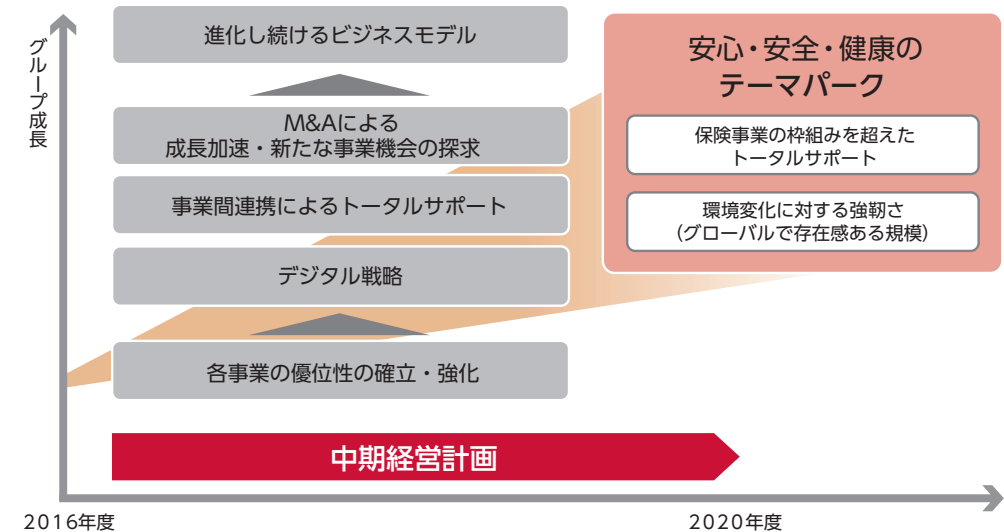 グループ成長
進化し続けるビジネスモデル
M&Aによる
成長加速・新たな事業機会の探求
事業間連携によるトータルサポート
デジタル戦略
各事業の優位性の確立・強化
安心・安全・健康の
テーマパーク
保険事業の枠組みを超えた
トータルサポート
環境変化に対する強靭さ
(グローバルで存在感ある規模)
中期経営計画
2016年度
2020年度